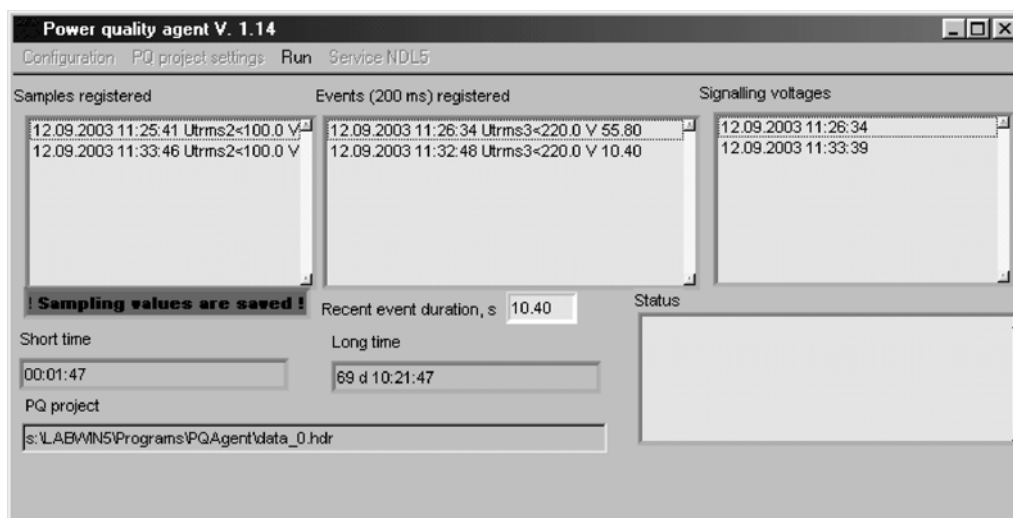 Power quality agent V. 1.14
Configuration PQ project settings Run Service NDL5
Samples registered
12.09.2003 11:25:41 Utrms2<100.0 V
12.09.2003 11:33:46 Utrms2<100.0 V
Events (200 ms) registered
12.09.2003 11:26:34 Utrms3<220.0 V 55.80
12.09.2003 11:32:48 Utrms3<220.0 V 10.40
Signalling voltages
12.09.2003 11:26:34
12.09.2003 11:33:39
! Sampling values are saved !
Recent event duration, s 10.40
Status
Short time
00:01:47
Long time
69 d 10:21:47
PQ project
s:\LABWIN5\Programs\PQAgent\data_0.hdr